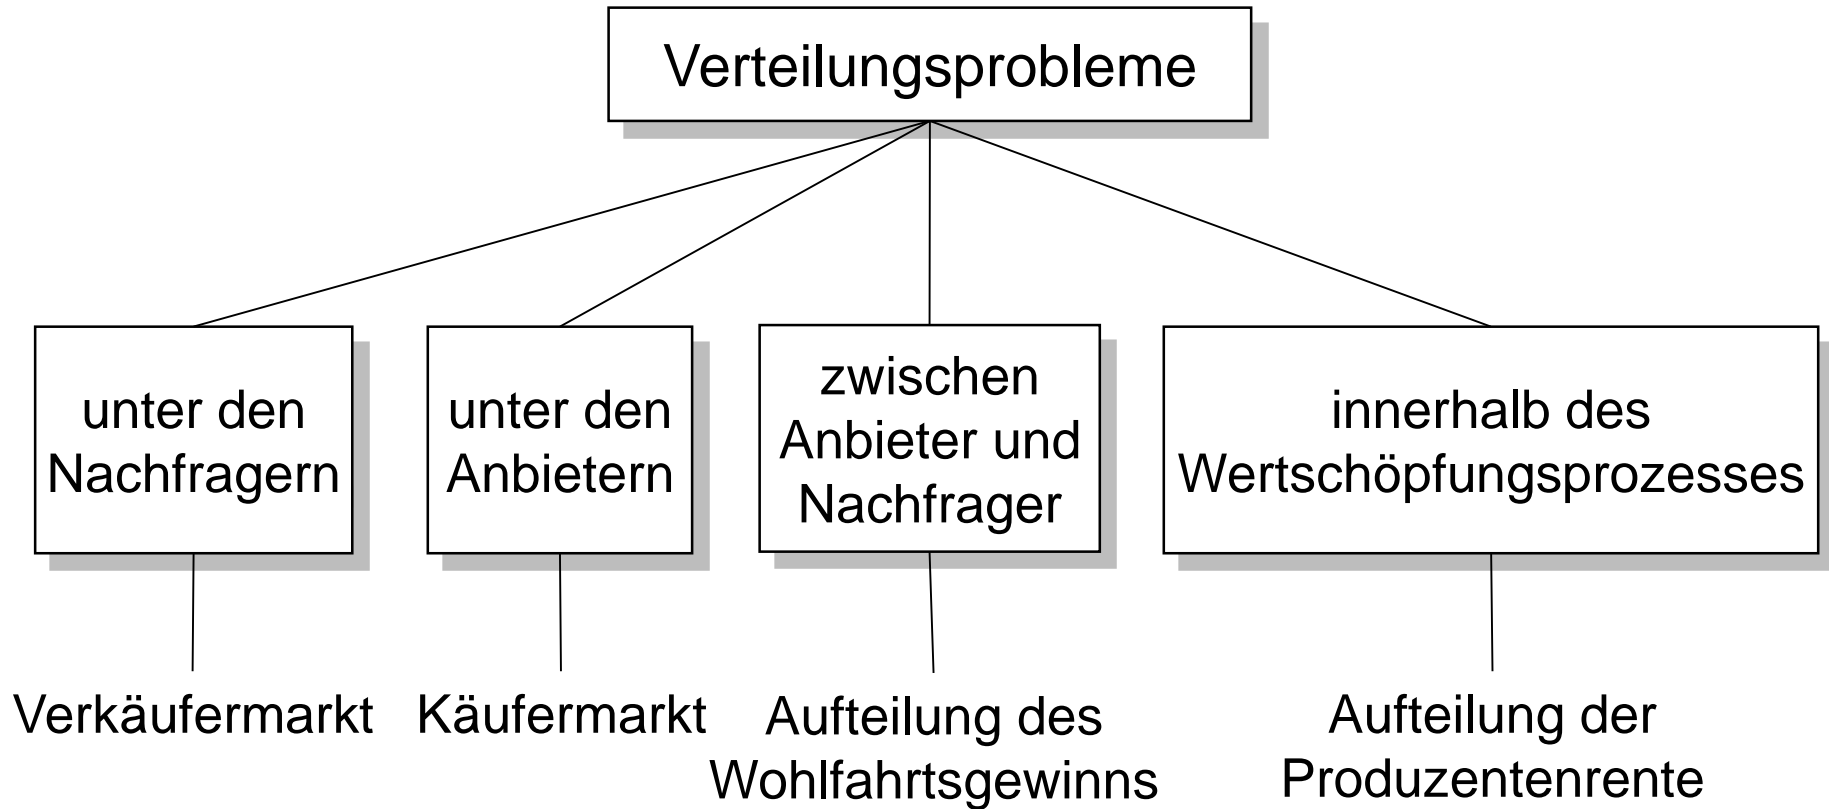 Verteilungsprobleme
unter den
Nachfragern
unter den
Anbietern
zwischen
Anbieter und
Nachfrager
innerhalb des
Wertschöpfungsprozesses
Verkäufermarkt
Käufermarkt
Aufteilung des
Wohlfahrtsgewinns
Aufteilung der
Produzentenrente